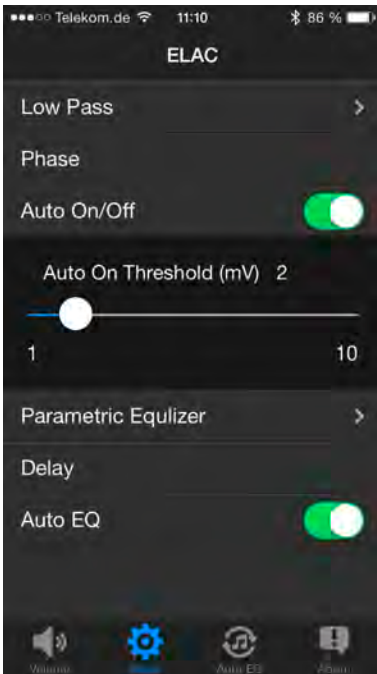 Telekom.de 11:10 86 %
ELAC
Low Pass
Phase
Auto On/Off
Auto On Threshold (mV) 2
1 10
Parametric Equlizer
Delay
Auto EQ
Auto EQ